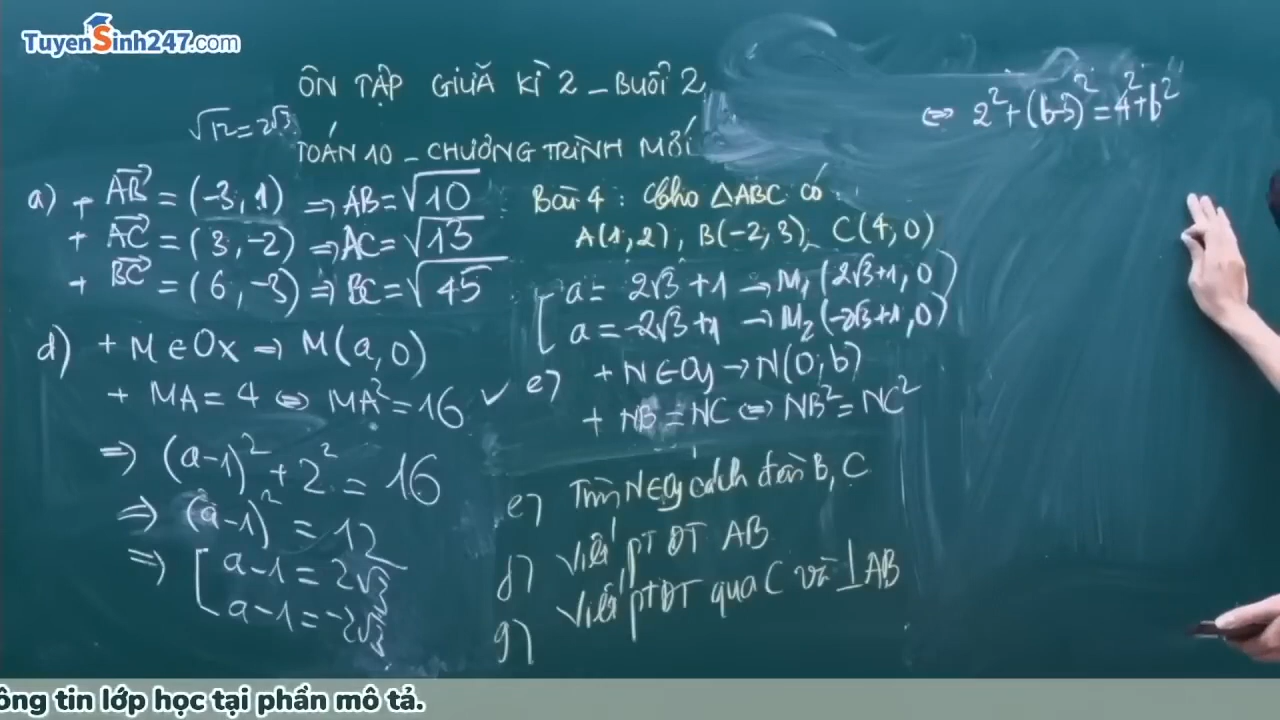 TuyenSinh247.com
ÔN TẬP GIỮA KÌ 2 – BUỔI 2
√12 = 2√3
TOÁN 10 – CHƯƠNG TRÌNH MỚI
a) + AB = (-3, 1) ⇒ AB = √10
+ AC = (3, -2) ⇒ AC = √13
+ BC = (6, -3) ⇒ BC = √45
d) + M ∈ Ox ⇒ M(a, 0)
+ MA = 4 ⇔ MA² = 16 ✓
⇒ (a-1)² + 2² = 16
⇒ (a-1)² = 12
⇒ [ a-1 = 2√3
a-1 = -2√3
Bài 4 : Cho △ABC có :
A(1, 2), B(-2, 3), C(4, 0)
[ a = 2√3 + 1 → M₁(2√3+1, 0)
a = -2√3 + 1 → M₂(-2√3+1, 0)
e) + N ∈ Oy → N(0; b)
+ NB = NC ⇔ NB² = NC²
e) Tìm N ∈ Oy cách đều B, C
f) Viết pT ĐT AB
g) Viết pTĐT qua C và ⊥ AB
⇔ 2² + (b-3)² = 4² + b²
ông tin lớp học tại phần mô tả.